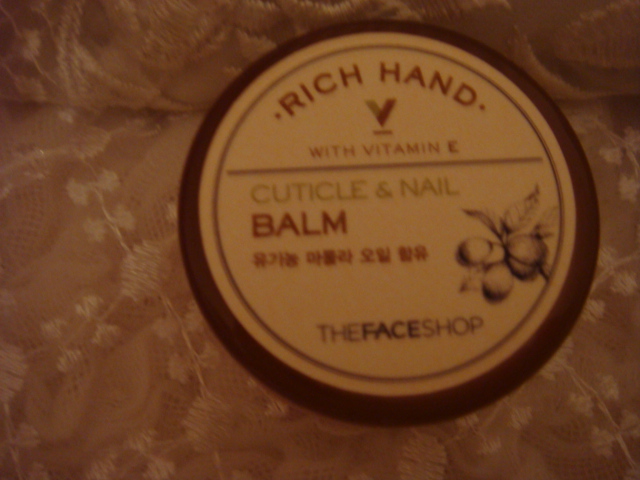 ·RICH HAND·
V
WITH VITAMIN E
CUTICLE & NAIL
BALM
유기농 마룰라 오일 함유
THEFACESHOP